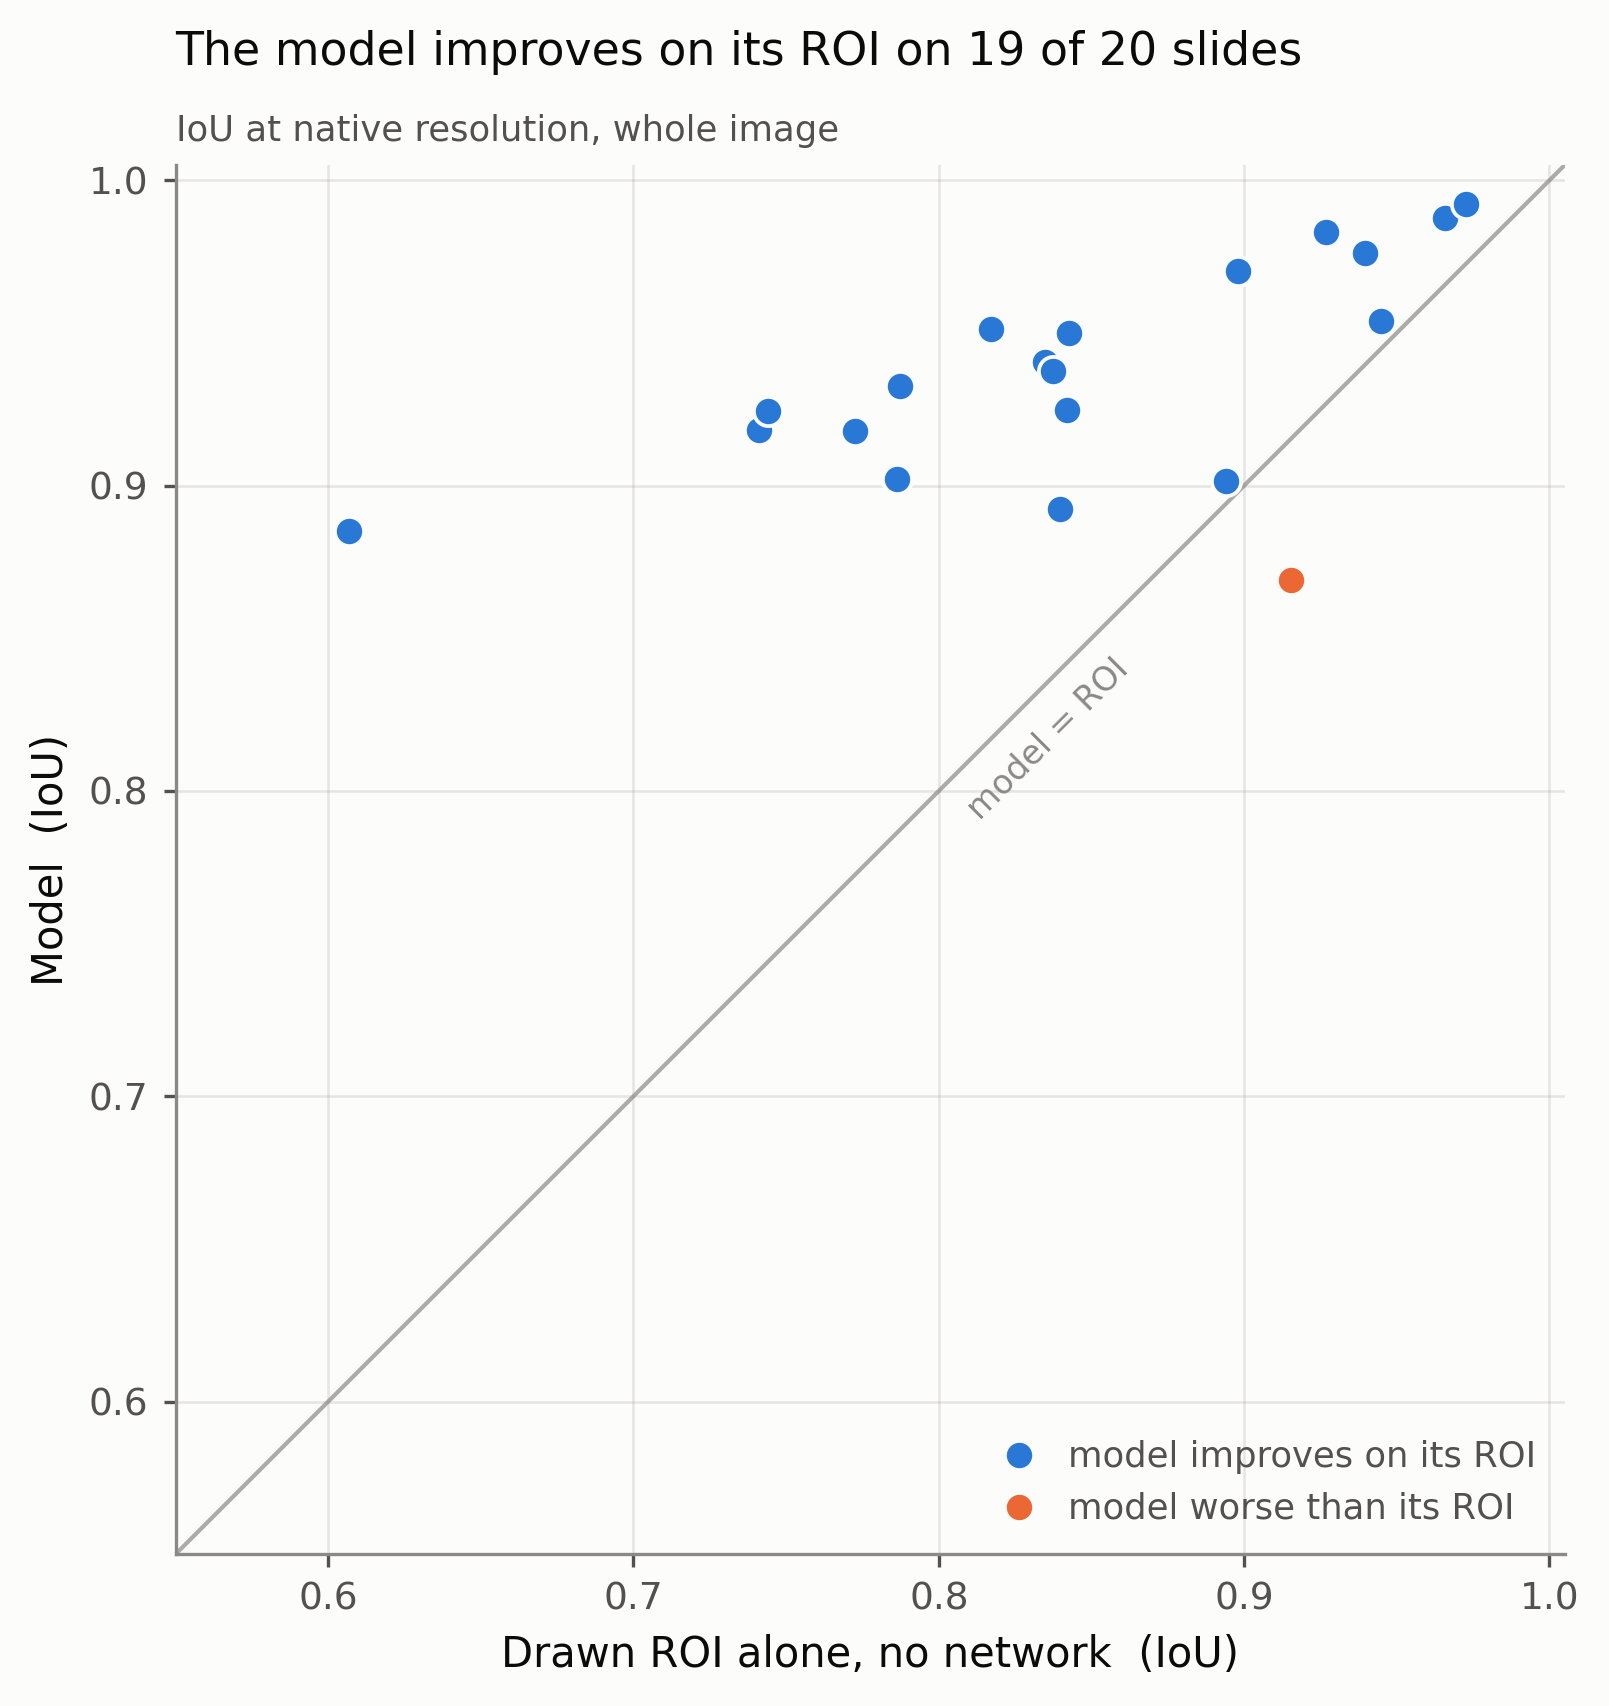 The model improves on its ROI on 19 of 20 slides
IoU at native resolution, whole image
1.0
0.9
0.8
0.7
0.6
Model (IoU)
model = ROI
model improves on its ROI
model worse than its ROI
0.6 0.7 0.8 0.9 1.0
Drawn ROI alone, no network (IoU)